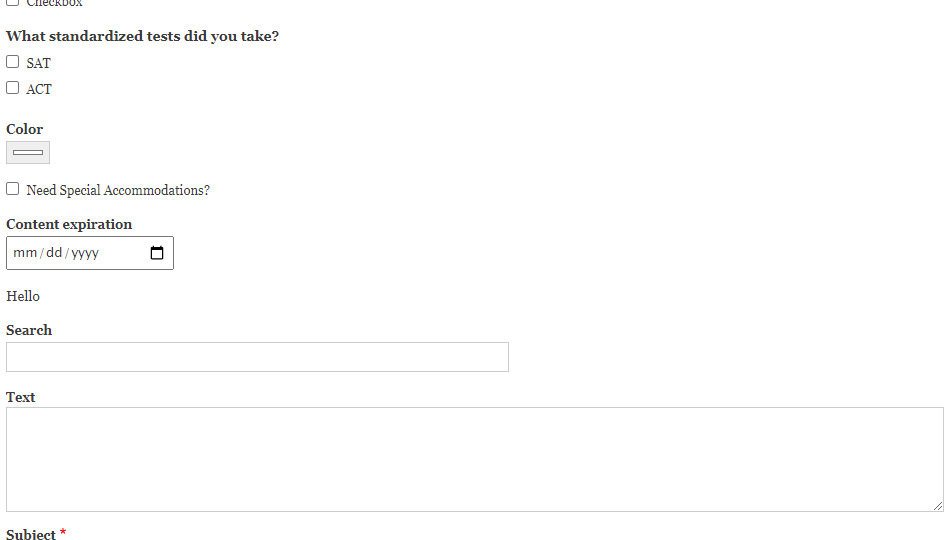 Checkbox
What standardized tests did you take?
SAT
ACT
Color
Need Special Accommodations?
Content expiration
mm/dd/yyyy
Hello
Search
Text
Subject *